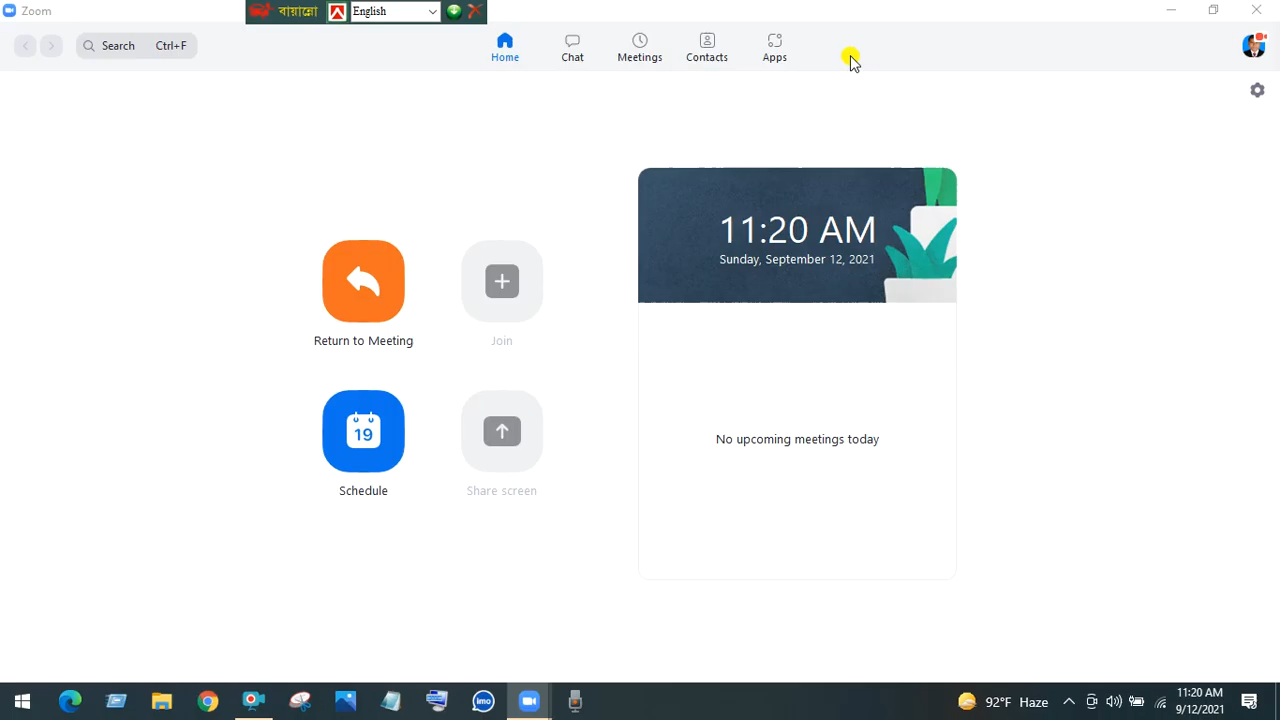 Zoom
বায়ান্নো
English
Search Ctrl+F
Home
Chat
Meetings
Contacts
Apps
11:20 AM
Sunday, September 12, 2021
Return to Meeting
Join
19
Schedule
Share screen
No upcoming meetings today
imo
92°F Haze
11:20 AM
9/12/2021